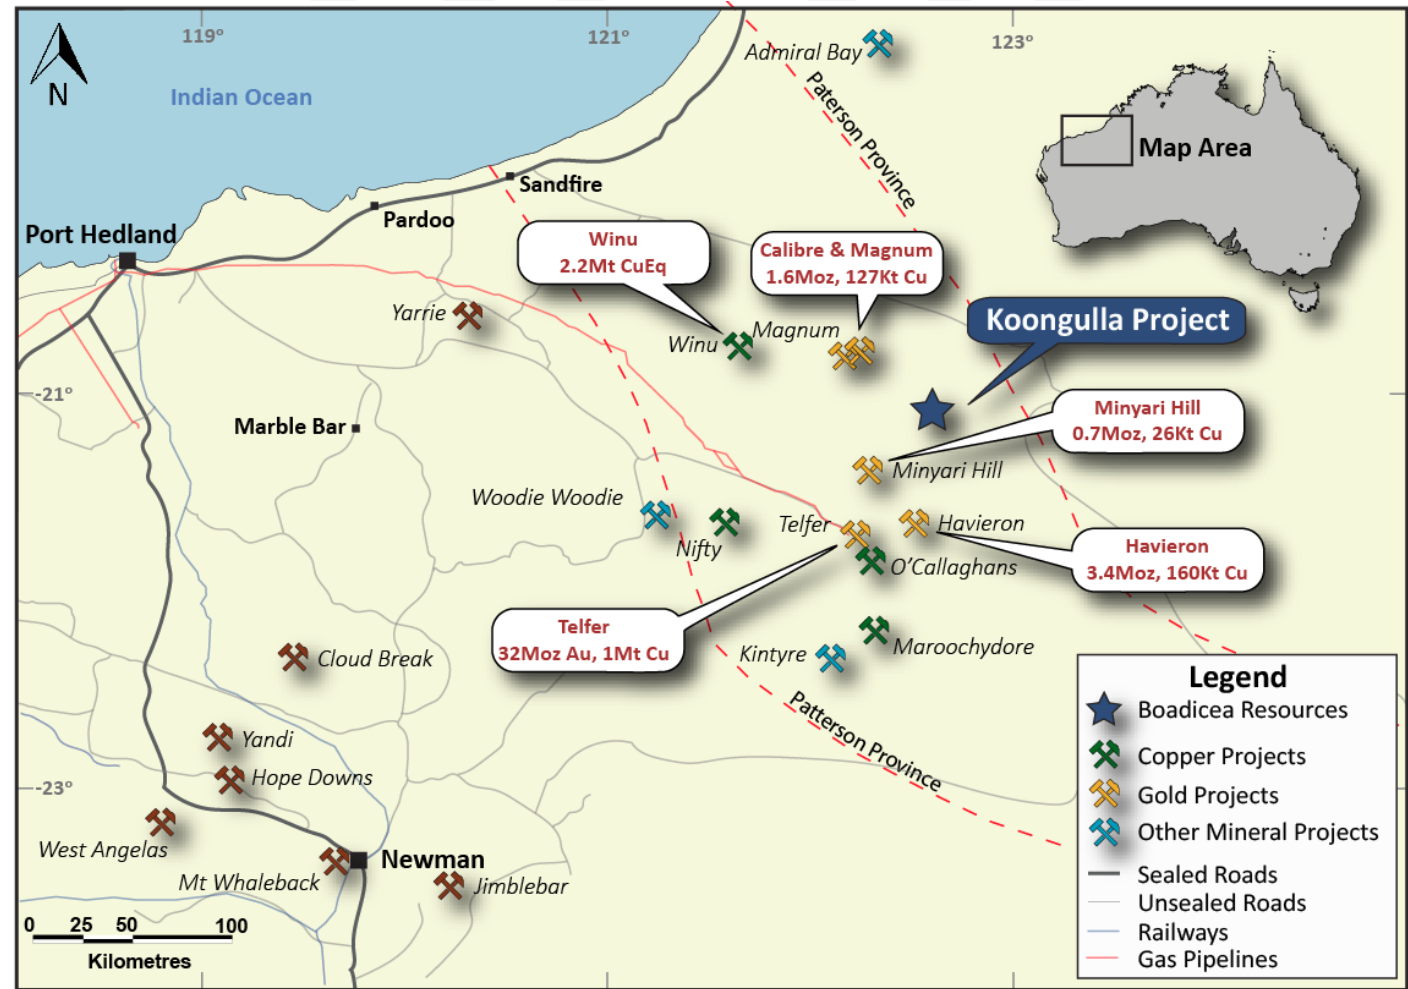 119°
121°
123°
Admiral Bay
N
Indian Ocean
Paterson Province
Map Area
Sandfire
Pardoo
Port Hedland
Winu
2.2Mt CuEq
Calibre & Magnum
1.6Moz, 127Kt Cu
Koongulla Project
Yarrie
Winu
Magnum
-21°
Marble Bar
Minyari Hill
0.7Moz, 26Kt Cu
Minyari Hill
Woodie Woodie
Nifty
Telfer
Havieron
O'Callaghans
Havieron
3.4Moz, 160Kt Cu
Telfer
32Moz Au, 1Mt Cu
Cloud Break
Kintyre
Maroochydore
Patterson Province
Yandi
Hope Downs
-23°
West Angelas
Mt Whaleback
Newman
Jimblebar
0 25 50 100
Kilometres
Legend
Boadicea Resources
Copper Projects
Gold Projects
Other Mineral Projects
Sealed Roads
Unsealed Roads
Railways
Gas Pipelines